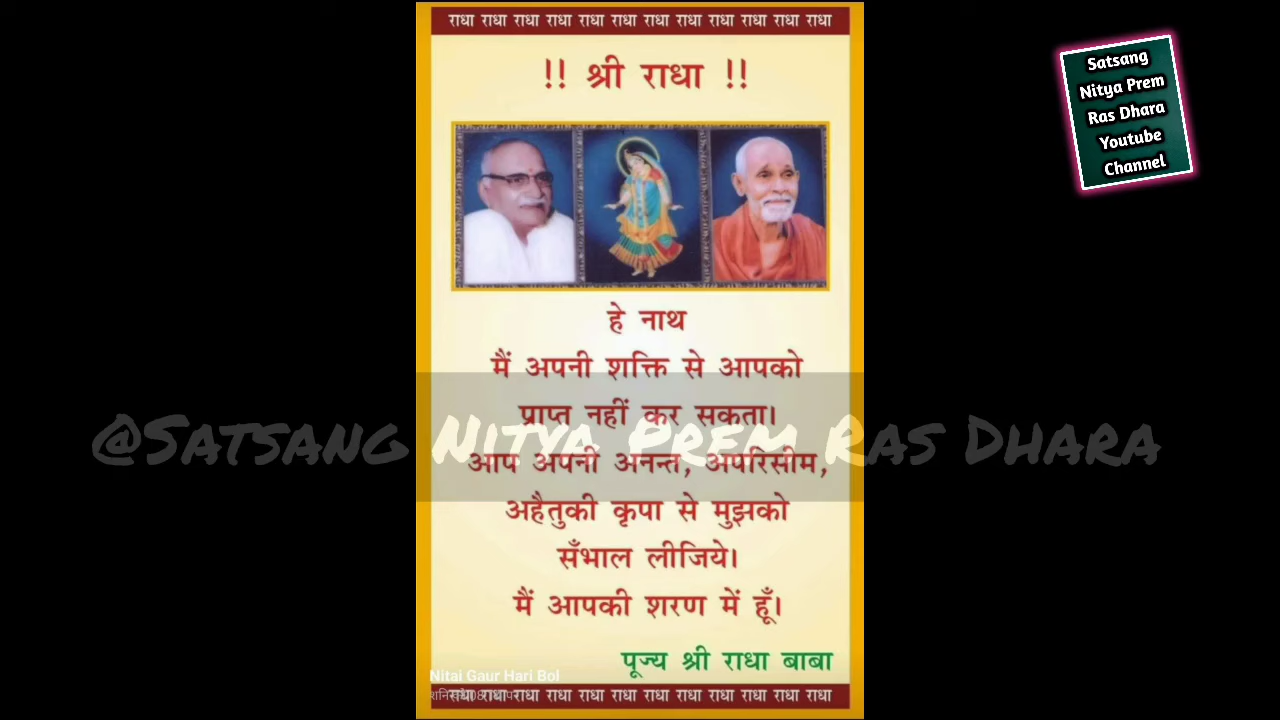 राधा राधा राधा राधा राधा राधा राधा राधा राधा राधा राधा राधा
!! श्री राधा !!
Satsang
Nitya Prem
Ras Dhara
Youtube
Channel
हे नाथ
मैं अपनी शक्ति से आपको
प्राप्त नहीं कर सकता।
@Satsang Nitya Prem Ras Dhara
आप अपनी अनन्त, अपरिसीम,
अहैतुकी कृपा से मुझको
सँभाल लीजिये।
मैं आपकी शरण में हूँ।
पूज्य श्री राधा बाबा
Nitai Gaur Hari Bol
राधा राधा राधा राधा राधा राधा राधा राधा राधा राधा राधा राधा